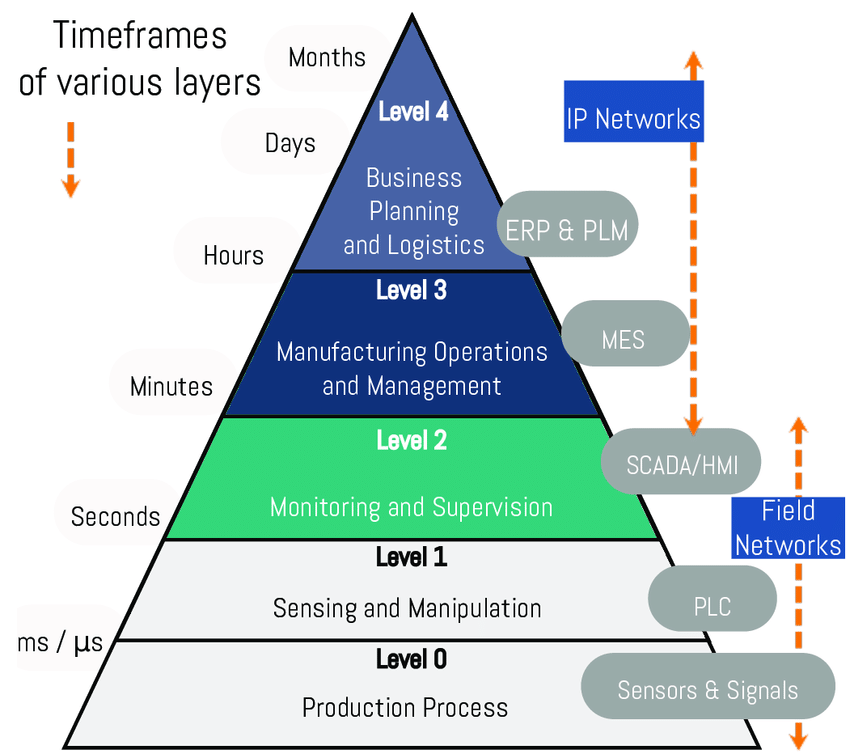 Timeframes
of various layers
Months
Days
Hours
Minutes
Seconds
ms / µs
Level 4
Business
Planning
and Logistics
Level 3
Manufacturing Operations
and Management
Level 2
Monitoring and Supervision
Level 1
Sensing and Manipulation
Level 0
Production Process
ERP & PLM
MES
SCADA/HMI
PLC
Sensors & Signals
IP Networks
Field
Networks